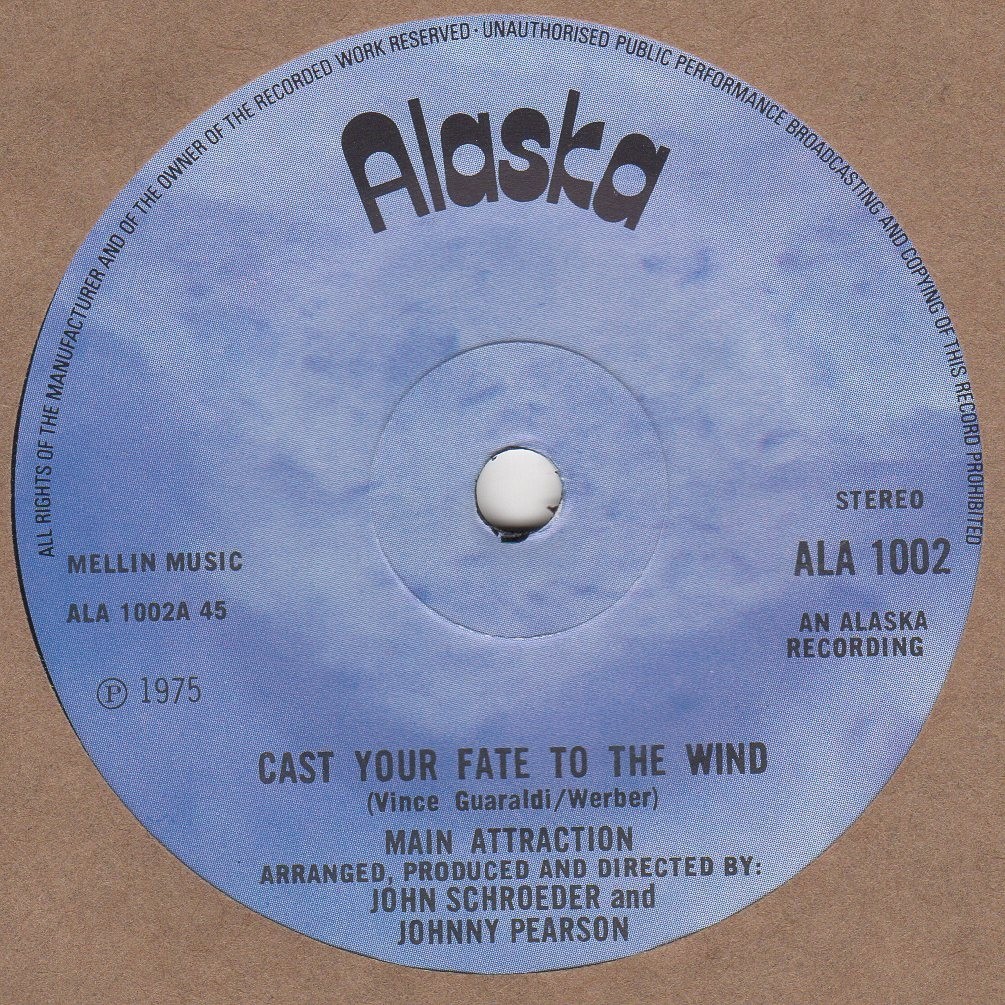 ALL RIGHTS OF THE MANUFACTURER AND OF THE OWNER OF THE RECORDED WORK RESERVED · UNAUTHORISED PUBLIC PERFORMANCE BROADCASTING AND COPYING OF THIS RECORD PROHIBITED
Alaska
STEREO
MELLIN MUSIC
ALA 1002
ALA 1002A 45
AN ALASKA
RECORDING
Ⓟ 1975
CAST YOUR FATE TO THE WIND
(Vince Guaraldi/Werber)
MAIN ATTRACTION
ARRANGED, PRODUCED AND DIRECTED BY:
JOHN SCHROEDER and
JOHNNY PEARSON